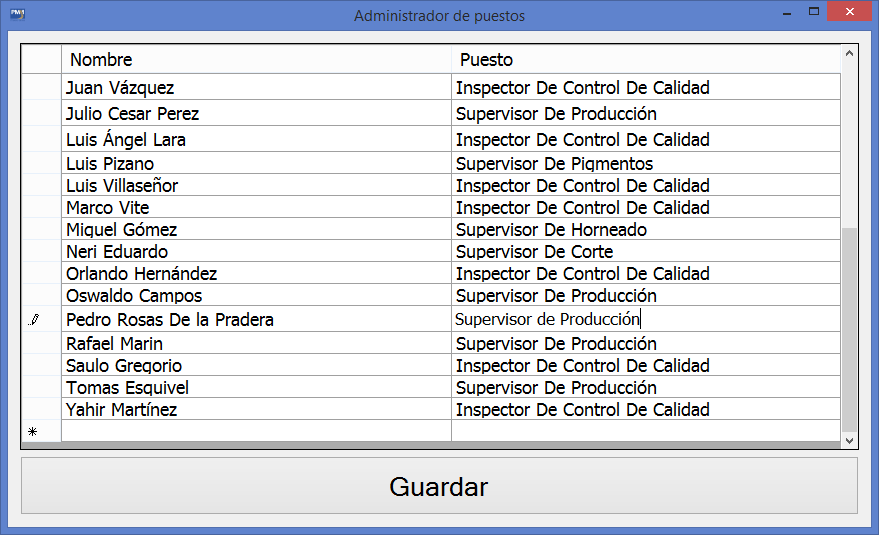 Administrador de puestos
Nombre Puesto
Juan Vázquez Inspector De Control De Calidad
Julio Cesar Perez Supervisor De Producción
Luis Ángel Lara Inspector De Control De Calidad
Luis Pizano Supervisor De Pigmentos
Luis Villaseñor Inspector De Control De Calidad
Marco Vite Inspector De Control De Calidad
Miguel Gómez Supervisor De Horneado
Neri Eduardo Supervisor De Corte
Orlando Hernández Inspector De Control De Calidad
Oswaldo Campos Supervisor De Producción
Pedro Rosas De la Pradera Supervisor de Producción
Rafael Marin Supervisor De Producción
Saulo Gregorio Inspector De Control De Calidad
Tomas Esquivel Supervisor De Producción
Yahir Martínez Inspector De Control De Calidad
Guardar